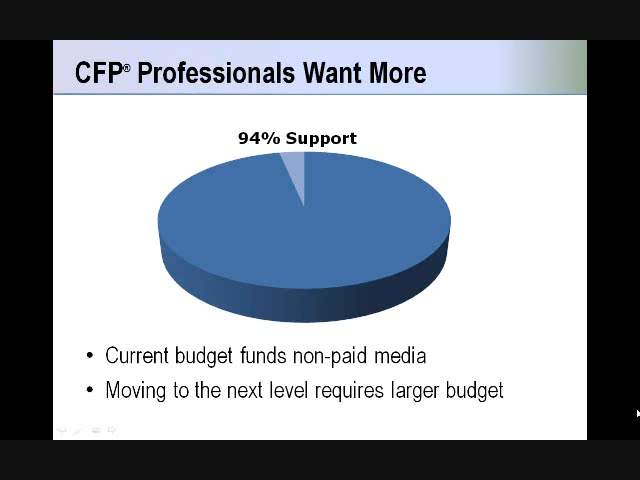 CFP® Professionals Want More
94% Support
• Current budget funds non-paid media
• Moving to the next level requires larger budget